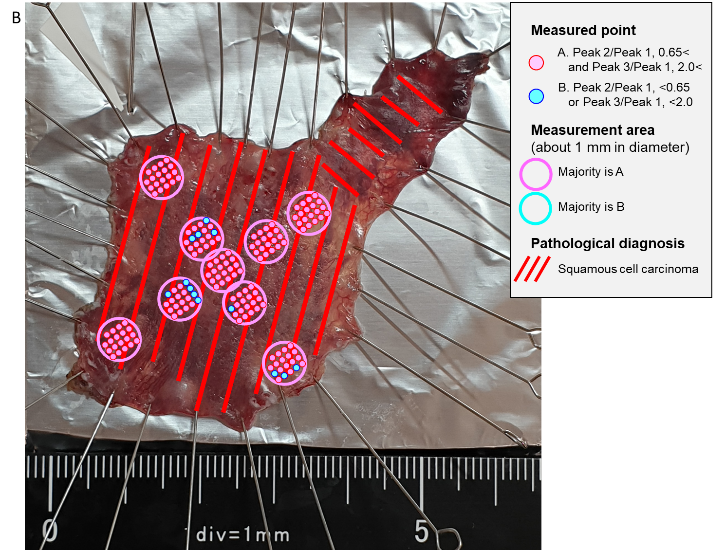 B
Measured point
A. Peak 2/Peak 1, 0.65<
and Peak 3/Peak 1, 2.0<
B. Peak 2/Peak 1, <0.65
or Peak 3/Peak 1, <2.0
Measurement area
(about 1 mm in diameter)
Majority is A
Majority is B
Pathological diagnosis
Squamous cell carcinoma
0
5
div=1mm